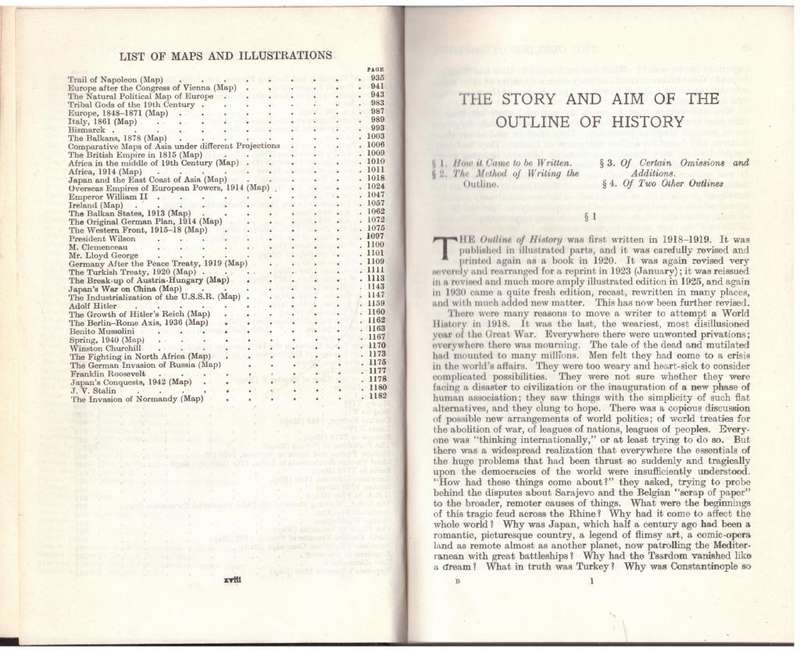 LIST OF MAPS AND ILLUSTRATIONS
PAGE
Trail of Napoleon (Map) . . . . . . . . 935
Europe after the Congress of Vienna (Map) . . . . . 941
The Natural Political Map of Europe . . . . . . 943
Tribal Gods of the 19th Century . . . . . . . 983
Europe, 1848-1871 (Map) . . . . . . . . 987
Italy, 1861 (Map) . . . . . . . . 989
Bismarck . . . . . . . . . . 993
The Balkans, 1878 (Map) . . . . . . . . 1003
Comparative Maps of Asia under different Projections . . . . 1006
The British Empire in 1815 (Map) . . . . . . . 1009
Africa in the middle of 19th Century (Map) . . . . . 1010
Africa, 1914 (Map) . . . . . . . . 1011
Japan and the East Coast of Asia (Map) . . . . . . 1018
Overseas Empires of European Powers, 1914 (Map) . . . . 1024
Emperor William II . . . . . . . . 1047
Ireland (Map) . . . . . . . . . 1057
The Balkan States, 1913 (Map) . . . . . . . 1062
The Original German Plan, 1914 (Map) . . . . . . 1072
The Western Front, 1915-18 (Map) . . . . . . . 1075
President Wilson . . . . . . . . 1097
M. Clemenceau . . . . . . . . . 1100
Mr. Lloyd George . . . . . . . . 1101
Germany After the Peace Treaty, 1919 (Map) . . . . . 1109
The Turkish Treaty, 1920 (Map) . . . . . . . 1111
The Break-up of Austria-Hungary (Map) . . . . . . 1113
Japan's War on China (Map) . . . . . . . 1143
The Industrialization of the U.S.S.R. (Map) . . . . . 1147
Adolf Hitler . . . . . . . . . 1159
The Growth of Hitler's Reich (Map) . . . . . . 1160
The Berlin-Rome Axis, 1936 (Map) . . . . . . 1162
Benito Mussolini . . . . . . . . 1163
Spring, 1940 (Map) . . . . . . . . 1167
Winston Churchill . . . . . . . . 1170
The Fighting in North Africa (Map) . . . . . . 1173
The German Invasion of Russia (Map) . . . . . . 1175
Franklin Roosevelt . . . . . . . . 1177
Japan's Conquests, 1942 (Map) . . . . . . . 1178
J. V. Stalin . . . . . . . . . 1180
The Invasion of Normandy (Map) . . . . . . . 1182
xviii
THE STORY AND AIM OF THE
OUTLINE OF HISTORY
§ 1. How it Came to be Written.
§ 2. The Method of Writing the
Outline.
§ 3. Of Certain Omissions and
Additions.
§ 4. Of Two Other Outlines
§ 1
THE Outline of History was first written in 1918-1919. It was
published in illustrated parts, and it was carefully revised and
printed again as a book in 1920. It was again revised very
severely and rearranged for a reprint in 1923 (January); it was reissued
in a revised and much more amply illustrated edition in 1925, and again
in 1930 came a quite fresh edition, recast, rewritten in many places,
and with much added new matter. This has now been further revised.
There were many reasons to move a writer to attempt a World
History in 1918. It was the last, the weariest, most disillusioned
year of the Great War. Everywhere there were unwonted privations;
everywhere there was mourning. The tale of the dead and mutilated
had mounted to many millions. Men felt they had come to a crisis
in the world's affairs. They were too weary and heart-sick to consider
complicated possibilities. They were not sure whether they were
facing a disaster to civilization or the inauguration of a new phase of
human association; they saw things with the simplicity of such flat
alternatives, and they clung to hope. There was a copious discussion
of possible new arrangements of world politics; of world treaties for
the abolition of war, of leagues of nations, leagues of peoples. Every-
one was "thinking internationally," or at least trying to do so. But
there was a widespread realization that everywhere the essentials of
the huge problems that had been thrust so suddenly and tragically
upon the democracies of the world were insufficiently understood.
"How had these things come about?" they asked, trying to probe
behind the disputes about Sarajevo and the Belgian "scrap of paper"
to the broader, remoter causes of things. What were the beginnings
of this tragic feud across the Rhine? Why had it come to affect the
whole world? Why was Japan, which half a century ago had been a
romantic, picturesque country, a legend of flimsy art, a comic-opera
land as remote almost as another planet, now patrolling the Mediter-
ranean with great battleships? Why had the Tsardom vanished like
a dream? What in truth was Turkey? Why was Constantinople so
B 1